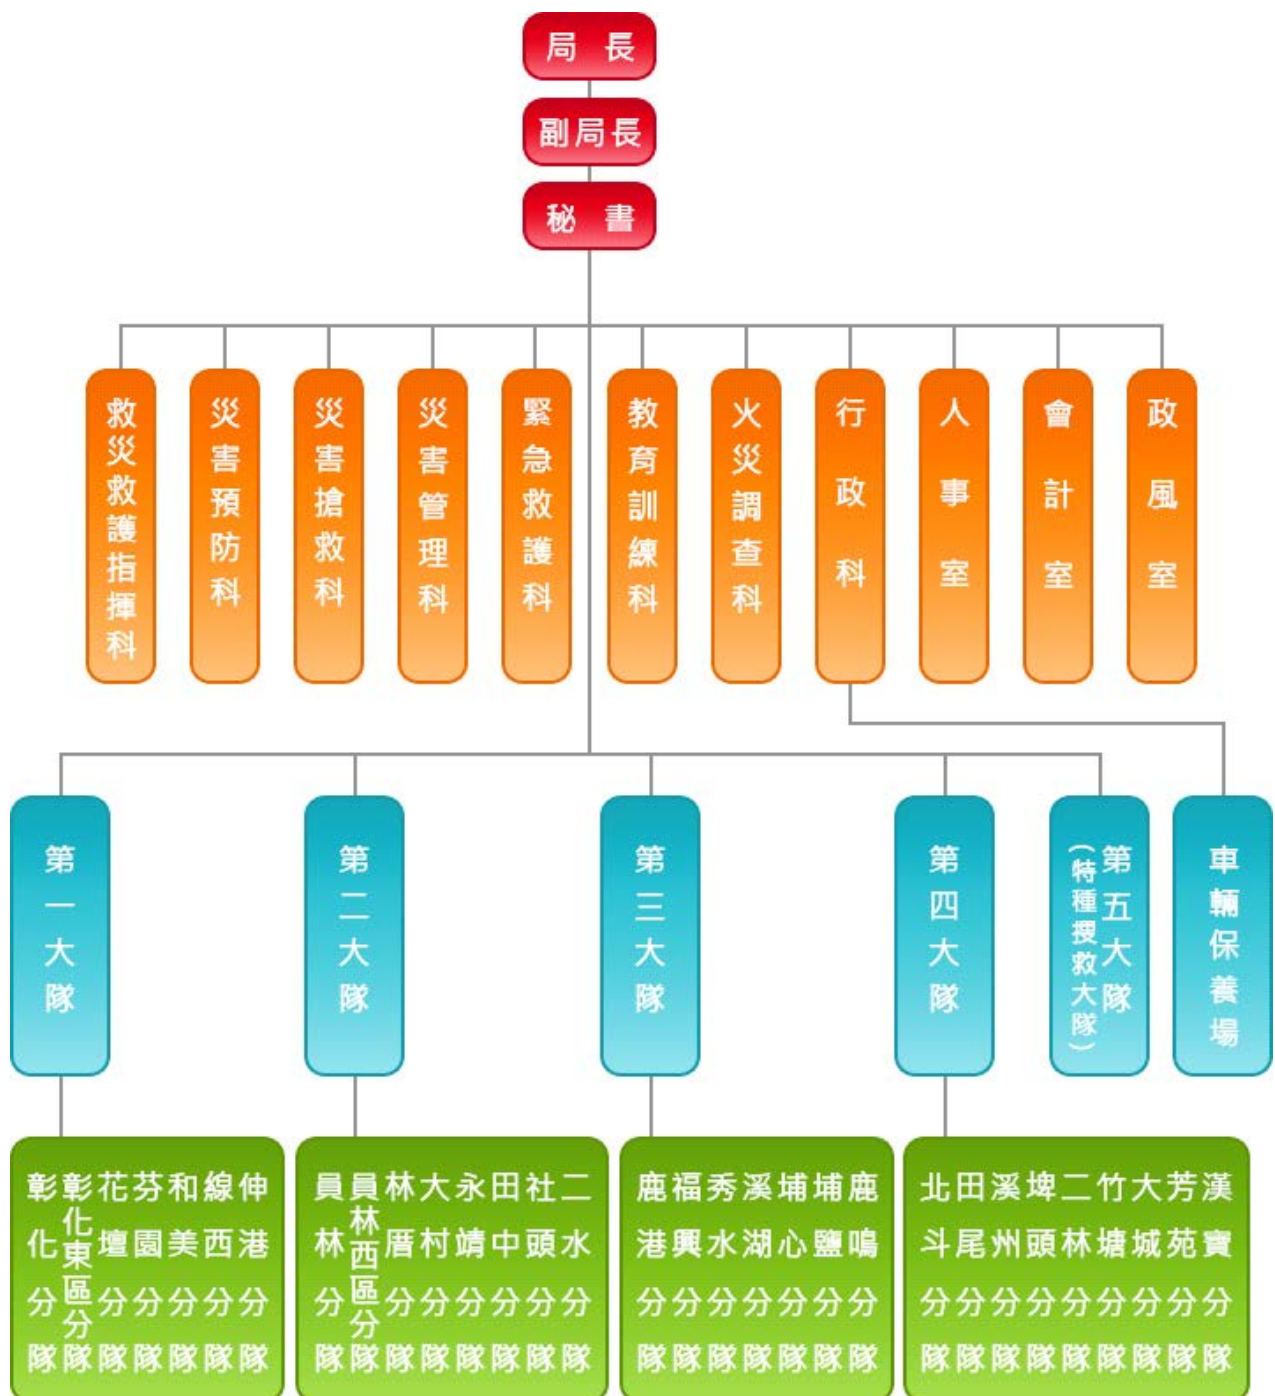 局長
副局長
秘書
救災救護指揮科
災害預防科
災害搶救科
災害管理科
緊急救護科
教育訓練科
火災調查科
行政科
人事室
會計室
政風室
第一大隊
第二大隊
第三大隊
第四大隊
第五大隊
(特種搜救大隊)
車輛保養場
彰化分隊
彰化東區分隊
花壇分隊
芬園分隊
和美分隊
線西分隊
伸港分隊
員林分隊
員林西區分隊
林厝分隊
大村分隊
永靖分隊
田中分隊
社頭分隊
二水分隊
鹿港分隊
福興分隊
秀水分隊
溪湖分隊
埔心分隊
埔鹽分隊
鹿鳴分隊
北斗分隊
田尾分隊
溪州分隊
埤頭分隊
二林分隊
竹塘分隊
大城分隊
芳苑分隊
漢寶分隊